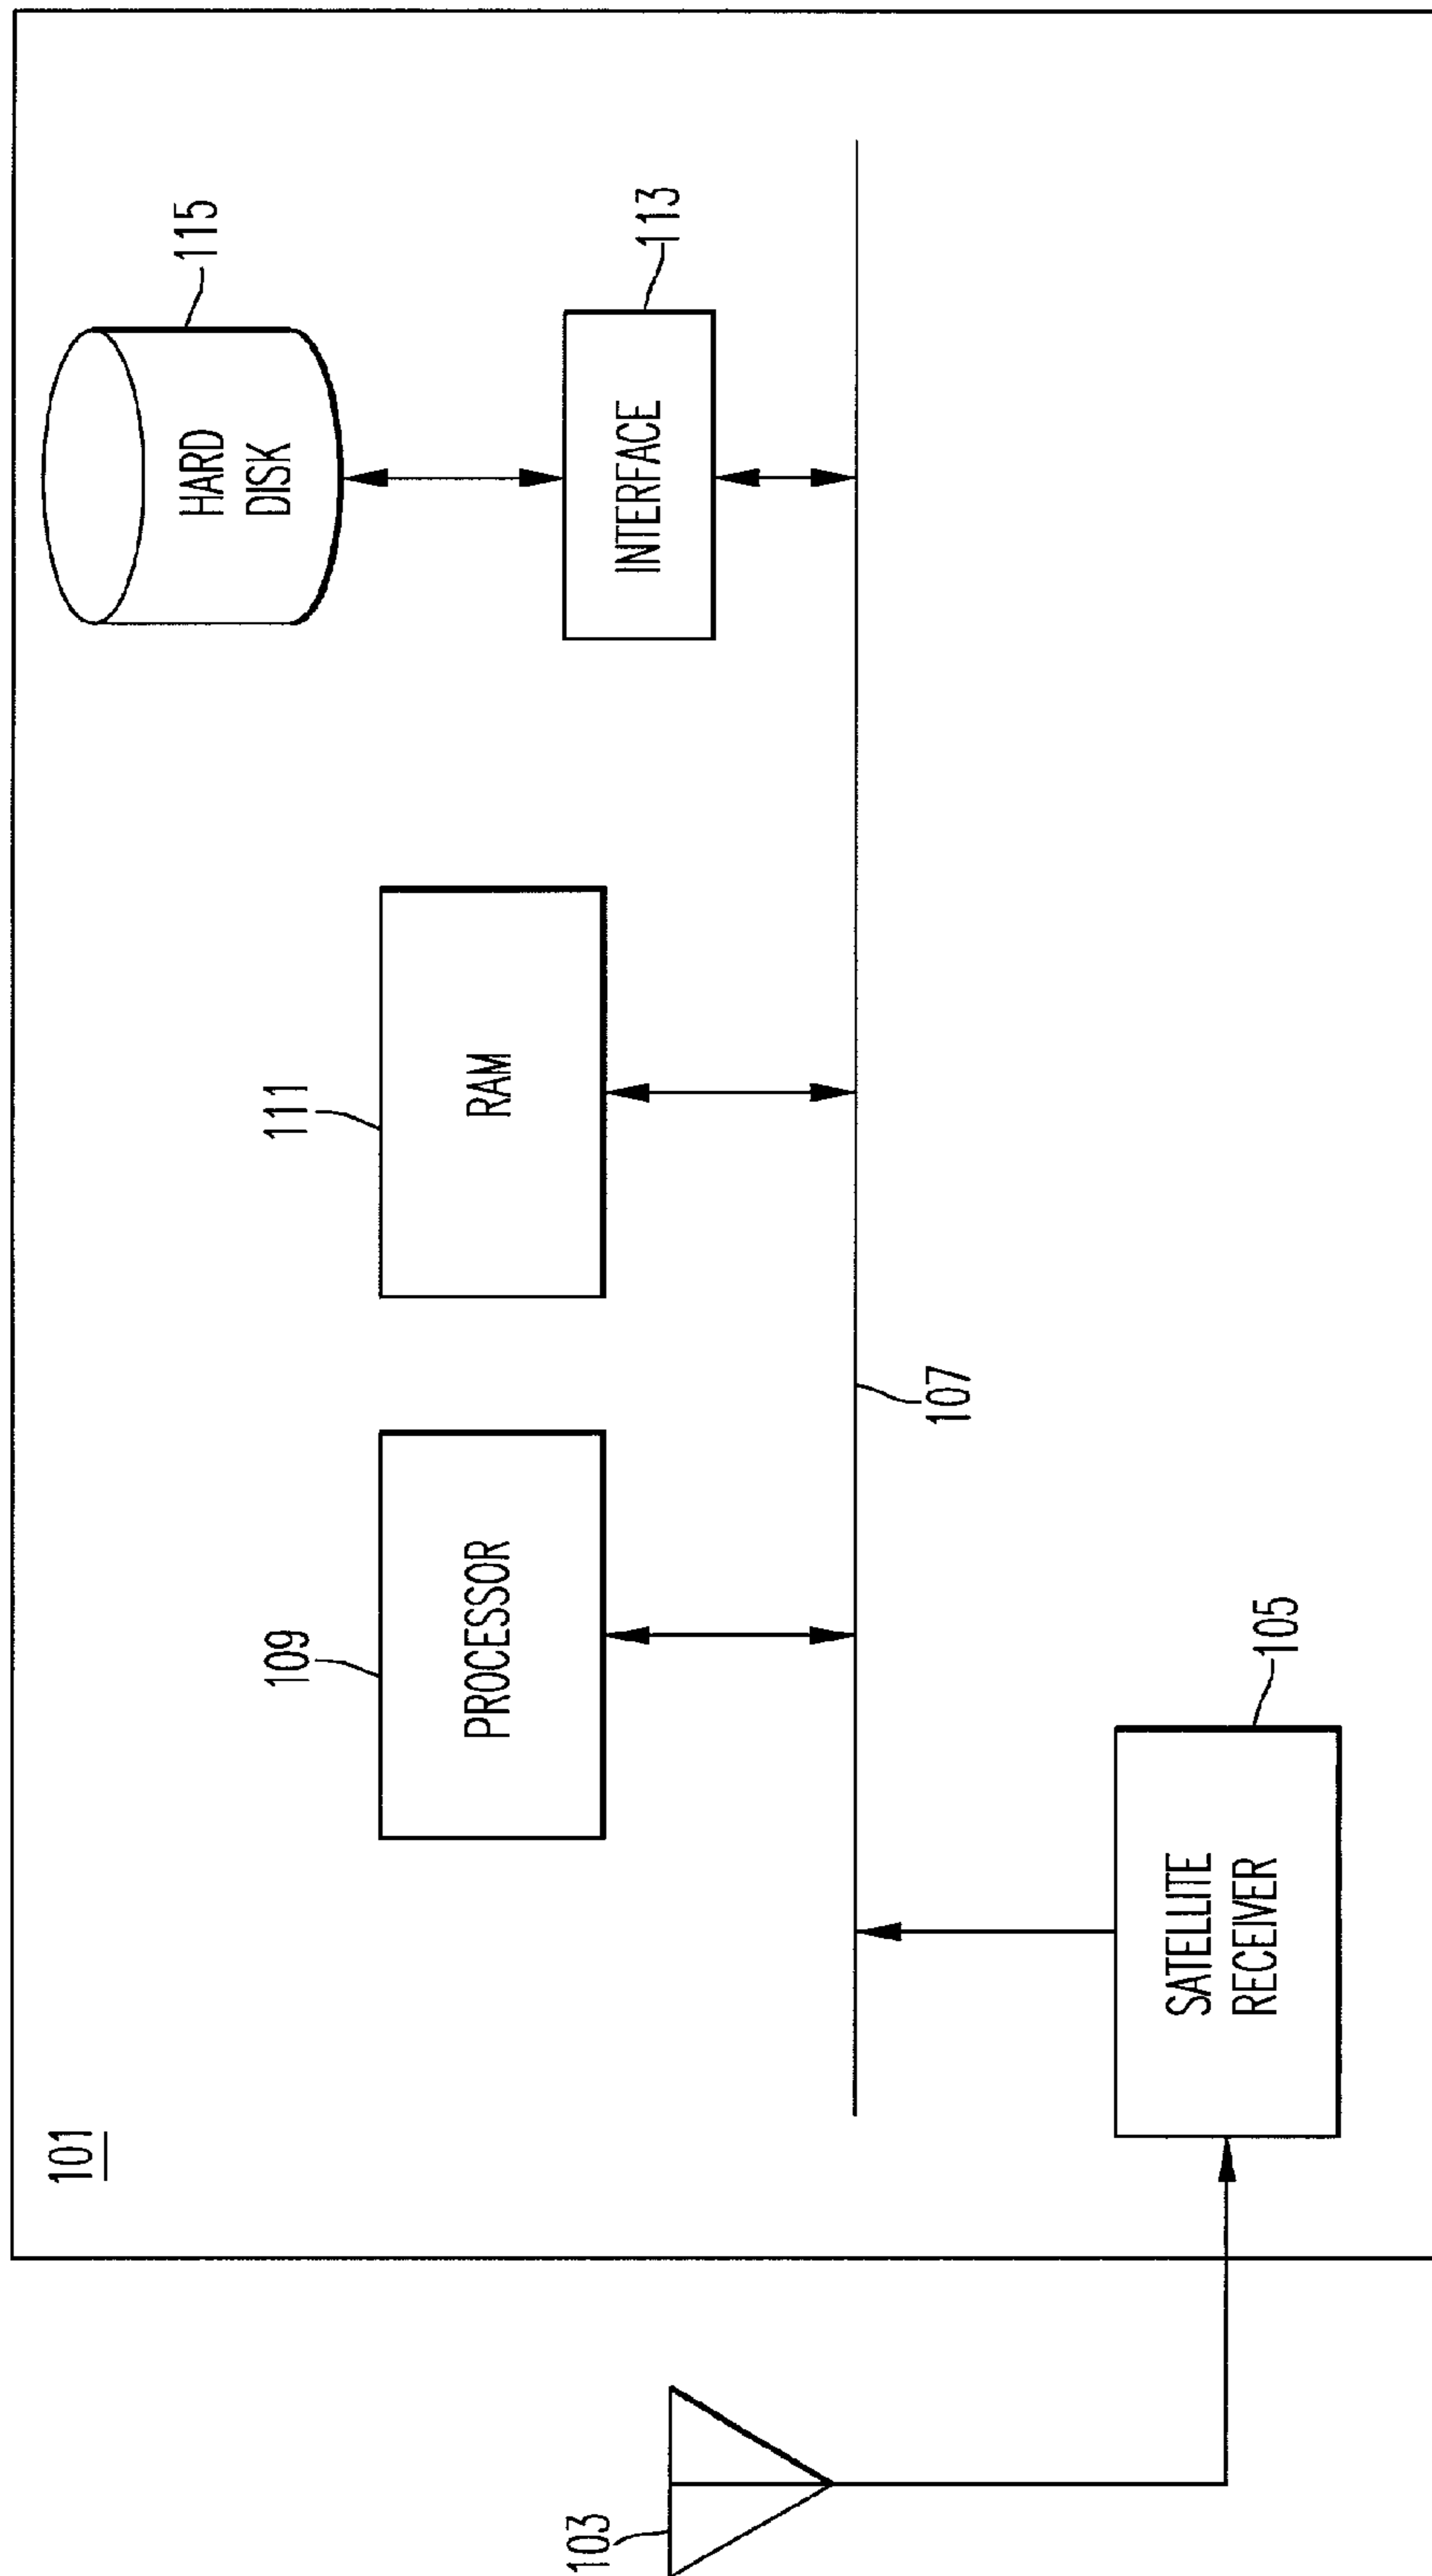 101
115
HARD
DISK
111
RAM
INTERFACE
113
109
PROCESSOR
107
103
SATELLITE
RECEIVER
105